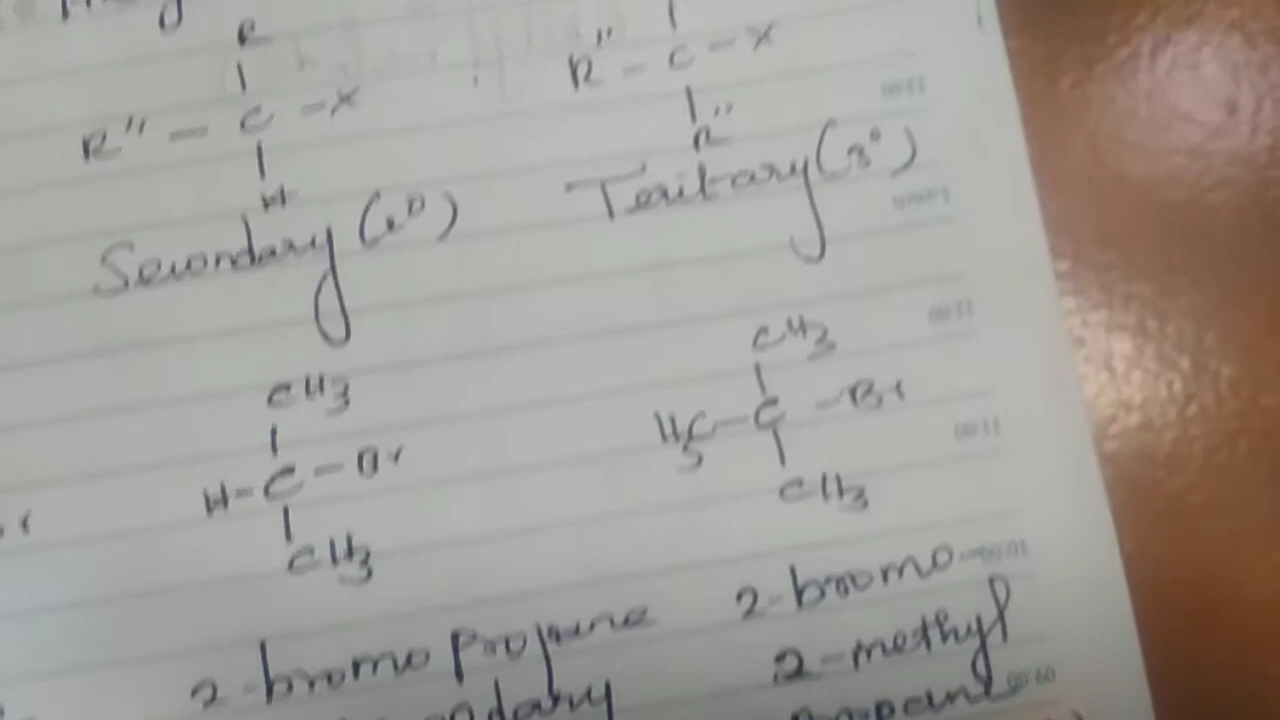 R
R" - C - X
H
Secondary (2°)
R" - C - X
R"
Teritary (3°)
CH3
H - C - Br
CH3
CH3
H3C - C - Br
CH3
2-bromo propane
2-bromo
2-methyl